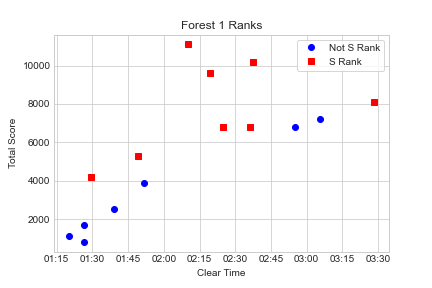 Forest 1 Ranks
Not S Rank
S Rank
Total Score
10000
8000
6000
4000
2000
01:15 01:30 01:45 02:00 02:15 02:30 02:45 03:00 03:15 03:30
Clear Time